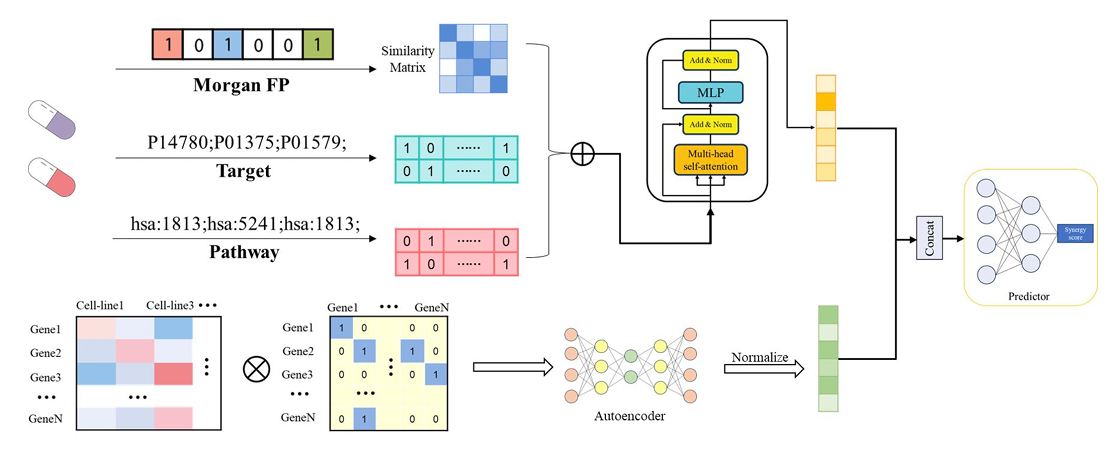 1 0 1 0 0 1
Morgan FP
Similarity
Matrix
P14780;P01375;P01579;
Target
1 0 ...... 1
0 1 ...... 0
hsa:1813;hsa:5241;hsa:1813;
Pathway
0 1 ...... 0
1 0 ...... 1
Add & Norm
MLP
Add & Norm
Multi-head
self-attention
Concat
Synergy
score
Predictor
Cell-line1 Cell-line3 •••
Gene1
Gene2
Gene3
•••
•••
GeneN
Gene1 ••• GeneN
Gene1 1 0 0 0
Gene2 0 1 1 0
Gene3 0 0 0 1
•••
•••
GeneN 0 1 0 0
Autoencoder
Normalize